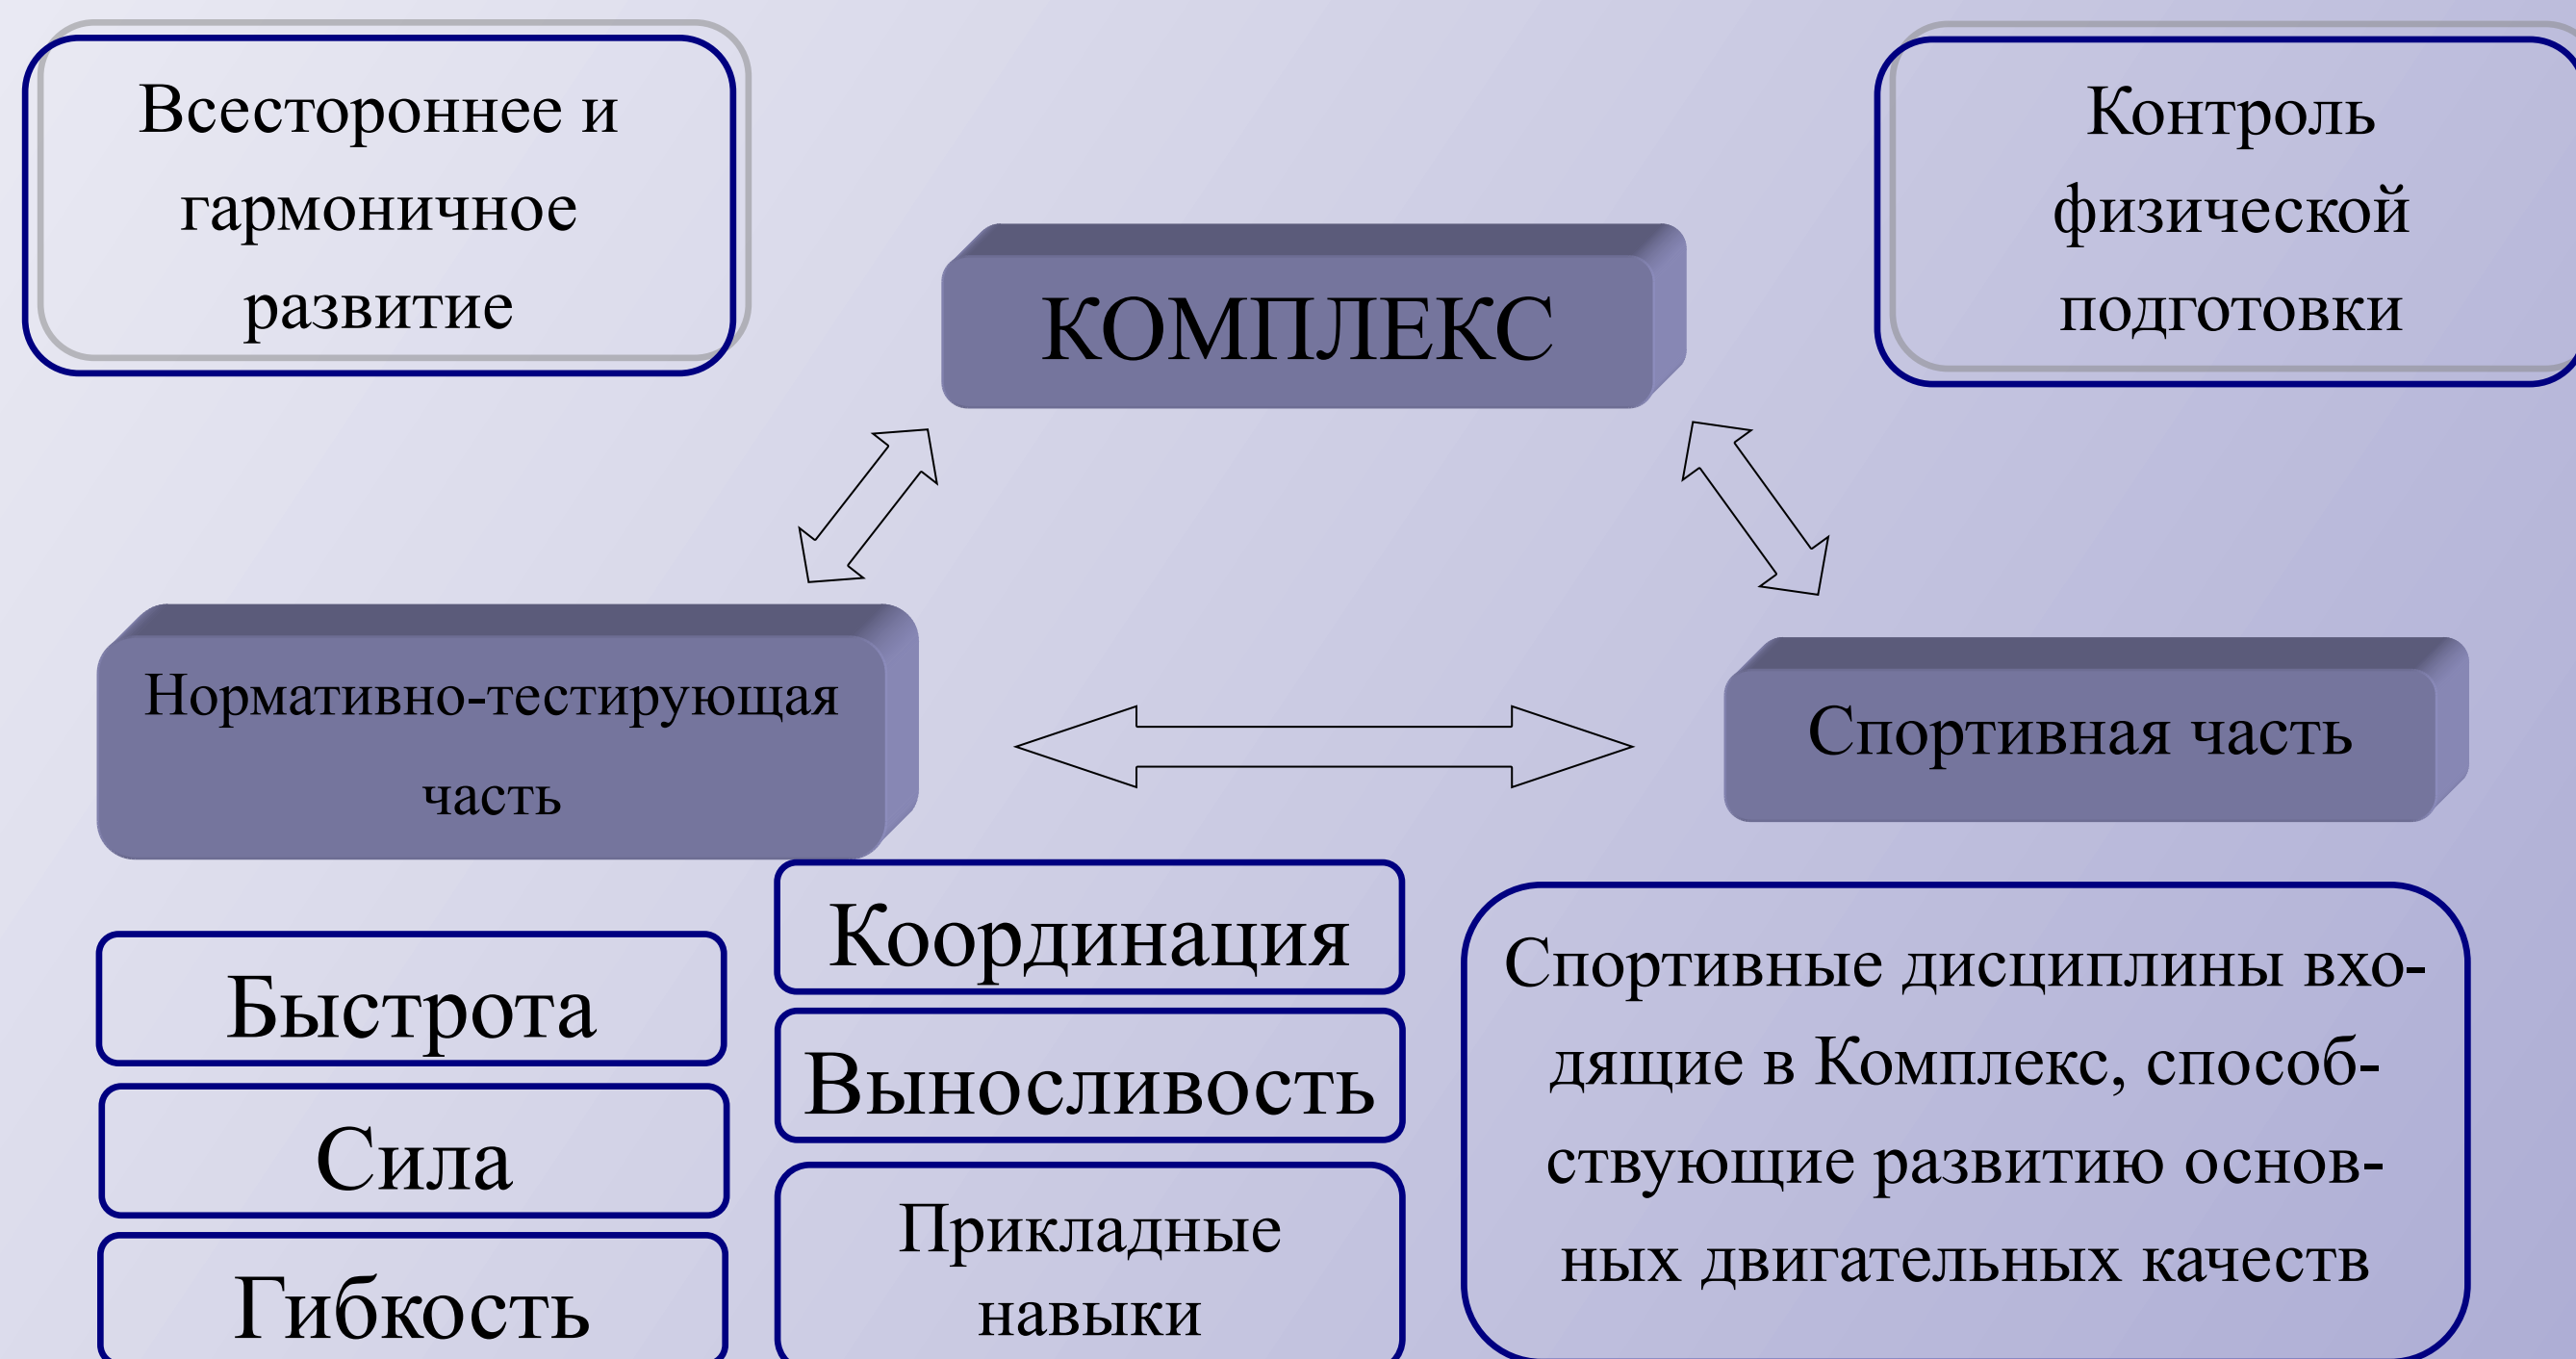 Всестороннее и
гармоничное
развитие
Контроль
физической
подготовки
КОМПЛЕКС
Нормативно-тестирующая
часть
Спортивная часть
Быстрота
Сила
Гибкость
Координация
Выносливость
Прикладные
навыки
Спортивные дисциплины вхо-
дящие в Комплекс, способ-
ствующие развитию основ-
ных двигательных качеств